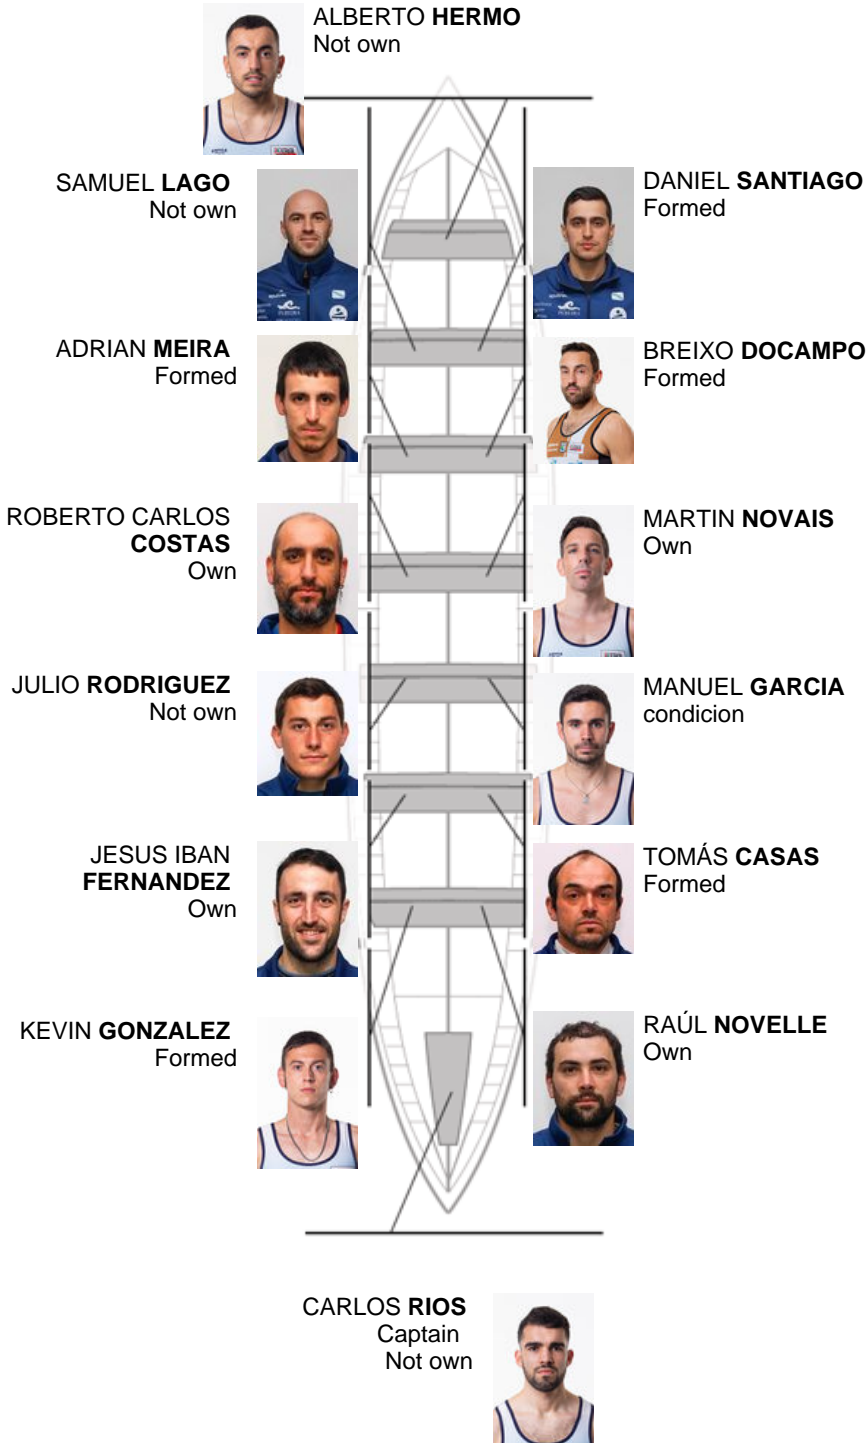 ALBERTO HERMO
Not own
SAMUEL LAGO
Not own
DANIEL SANTIAGO
Formed
ADRIAN MEIRA
Formed
BREIXO DOCAMPO
Formed
ROBERTO CARLOS
COSTAS
Own
MARTIN NOVAIS
Own
JULIO RODRIGUEZ
Not own
MANUEL GARCIA
condicion
JESUS IBAN
FERNANDEZ
Own
TOMÁS CASAS
Formed
KEVIN GONZALEZ
Formed
RAÚL NOVELLE
Own
CARLOS RIOS
Captain
Not own